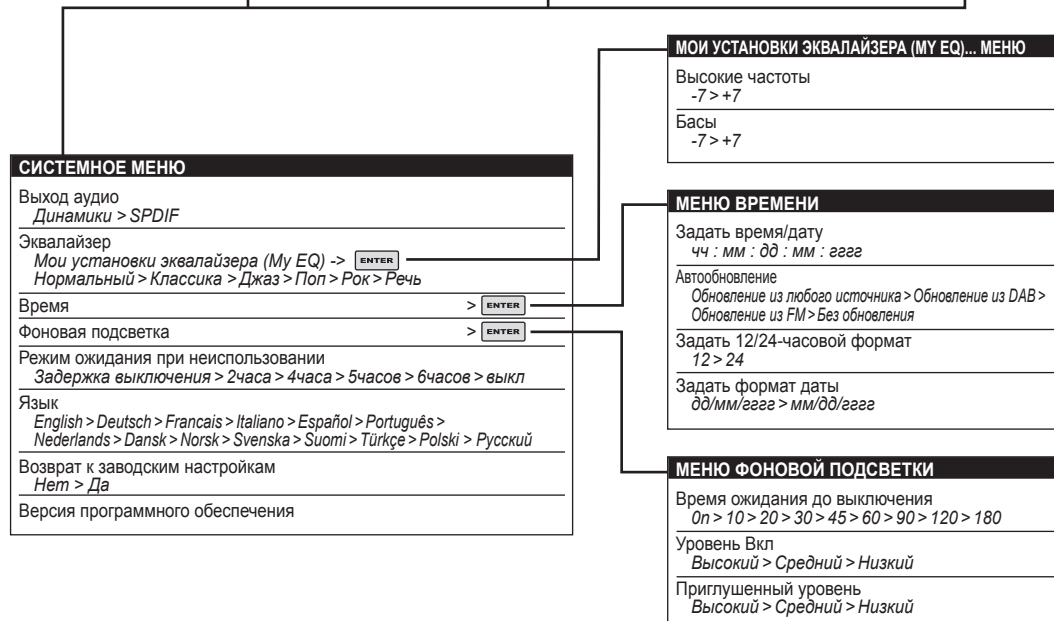 МОИ УСТАНОВКИ ЭКВАЛАЙЗЕРА (MY EQ)... МЕНЮ
Высокие частоты
-7 > +7
Басы
-7 > +7
СИСТЕМНОЕ МЕНЮ
Выход аудио
Динамики > SPDIF
Эквалайзер
Мои установки эквалайзера (My EQ) -> ENTER
Нормальный > Классика > Джаз > Поп > Рок > Речь
Время > ENTER
Фоновая подсветка > ENTER
Режим ожидания при неиспользовании
Задержка выключения > 2часа > 4часа > 5часов > 6часов > выкл
Язык
English > Deutsch > Francais > Italiano > Español > Português >
Nederlands > Dansk > Norsk > Svenska > Suomi > Türkçe > Polski > Русский
Возврат к заводским настройкам
Нет > Да
Версия программного обеспечения
МЕНЮ ВРЕМЕНИ
Задать время/дату
чч : мм : дд : мм : гггг
Автообновление
Обновление из любого источника > Обновление из DAB >
Обновление из FM > Без обновления
Задать 12/24-часовой формат
12 > 24
Задать формат даты
дд/мм/гггг > мм/дд/гггг
МЕНЮ ФОНОВОЙ ПОДСВЕТКИ
Время ожидания до выключения
0n > 10 > 20 > 30 > 45 > 60 > 90 > 120 > 180
Уровень Вкл
Высокий > Средний > Низкий
Приглушенный уровень
Высокий > Средний > Низкий